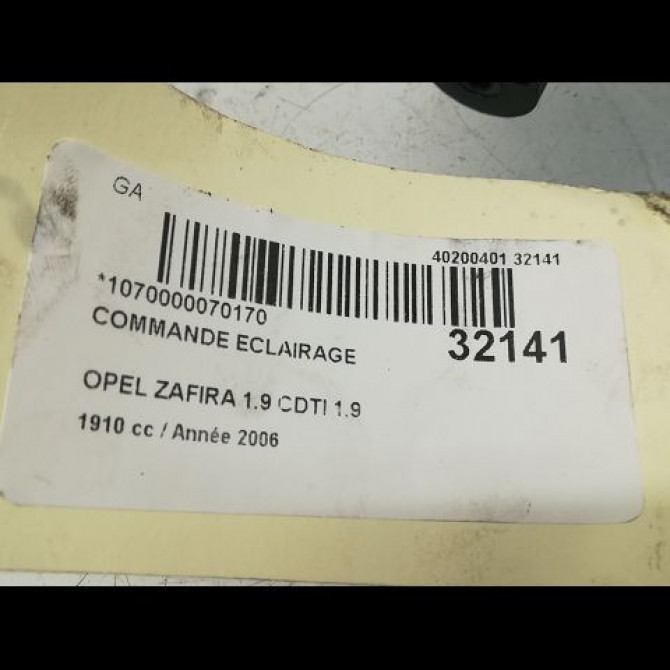 GA
40200401 32141
*1070000070170
32141
COMMANDE ECLAIRAGE
OPEL ZAFIRA 1.9 CDTI 1.9
1910 cc / Année 2006